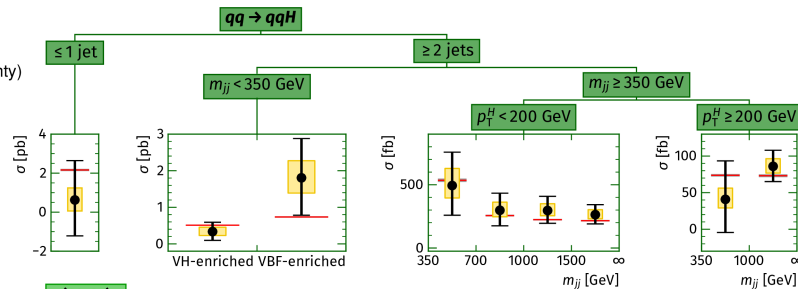 qq → qqH
≤ 1 jet
≥ 2 jets
nty)
m_jj < 350 GeV
m_jj ≥ 350 GeV
p_T^H < 200 GeV
p_T^H ≥ 200 GeV
σ [pb]
4
2
0
−2
σ [pb]
3
2
1
0
VH-enriched VBF-enriched
σ [fb]
500
0
350 700 1000 1500 ∞
m_jj [GeV]
σ [fb]
100
50
0
350 1000 ∞
m_jj [GeV]